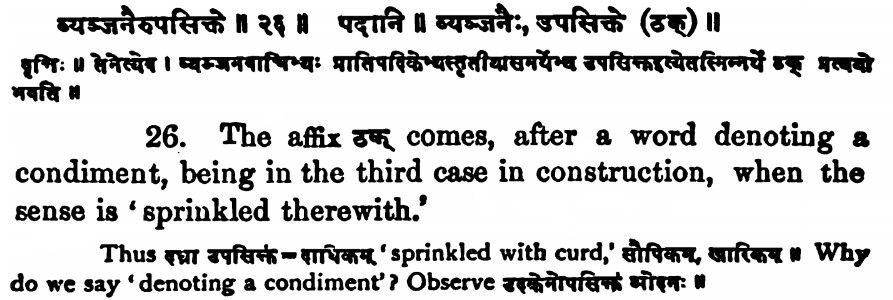 व्यञ्जनैरुपसिक्ते ॥ २६ ॥ पदानि ॥ व्यञ्जनैः, उपसिक्ते (ठक्) ॥
वृत्तिः ॥ तेनेत्येव । व्यञ्जनवाचिभ्यः प्रातिपदिकेभ्यस्तृतीयासमर्थेभ्य उपसिक्तइत्येतस्मिन्नर्थे ठक् प्रत्ययो
भवति ॥
26. The affix ठक् comes, after a word denoting a
condiment, being in the third case in construction, when the
sense is ‘sprinkled therewith.’
Thus दध्ना उपसिक्तं = दाधिकम् ‘sprinkled with curd,’ सौपिकम्, खारिकम् ॥ Why
do we say ‘denoting a condiment’? Observe उदकेनोपसिक्तं ओदनः ॥